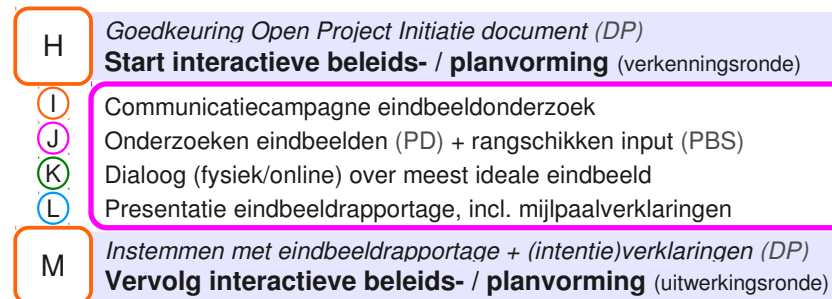 H
Goedkeuring Open Project Initiatie document (DP)
Start interactieve beleids- / planvorming (verkenningsronde)
I Communicatiecampagne eindbeeldonderzoek
J Onderzoeken eindbeelden (PD) + rangschikken input (PBS)
K Dialoog (fysiek/online) over meest ideale eindbeeld
L Presentatie eindbeeldrapportage, incl. mijlpaalverklaringen
M
Instemmen met eindbeeldrapportage + (intentie)verklaringen (DP)
Vervolg interactieve beleids- / planvorming (uitwerkingsronde)